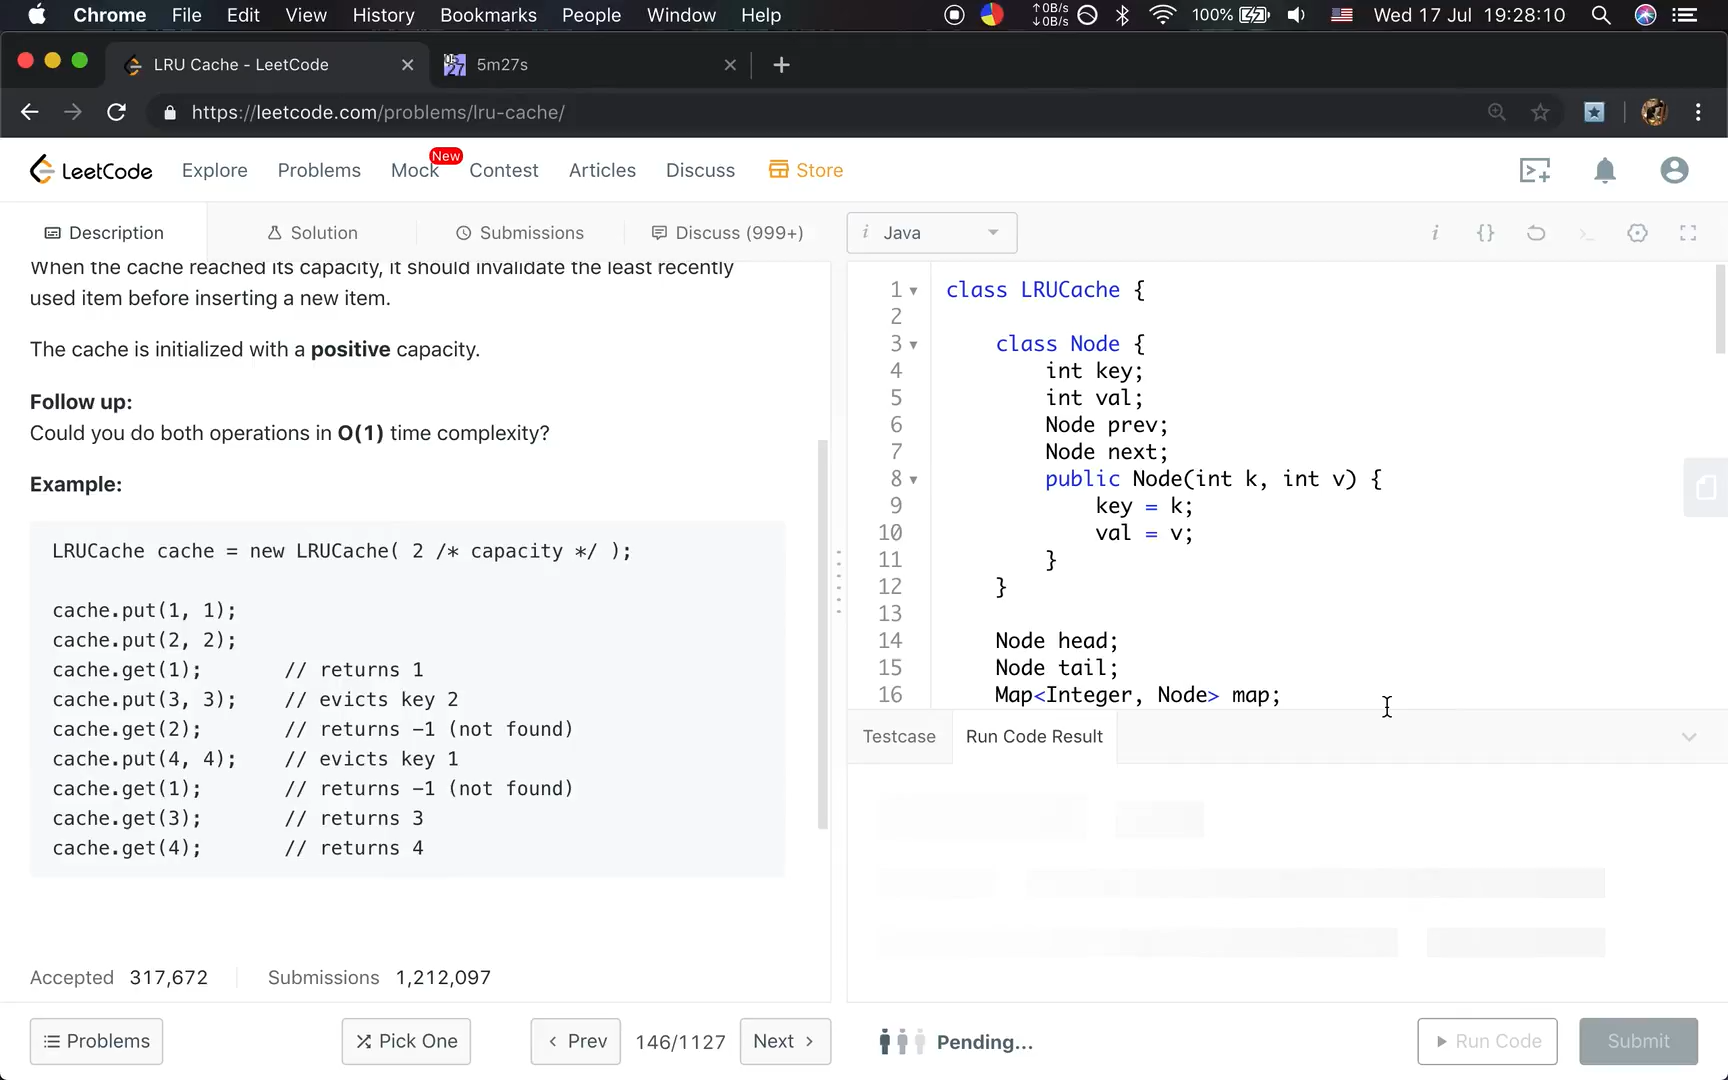 Chrome File Edit View History Bookmarks People Window Help
↑0B/s
↓0B/s
100%
Wed 17 Jul 19:28:10
LRU Cache - LeetCode
5m27s
https://leetcode.com/problems/lru-cache/
LeetCode Explore Problems Mock New Contest Articles Discuss Store
Description Solution Submissions Discuss (999+)
i Java
When the cache reached its capacity, it should invalidate the least recently
used item before inserting a new item.
The cache is initialized with a positive capacity.
Follow up:
Could you do both operations in O(1) time complexity?
Example:
LRUCache cache = new LRUCache( 2 /* capacity */ );
cache.put(1, 1);
cache.put(2, 2);
cache.get(1);       // returns 1
cache.put(3, 3);    // evicts key 2
cache.get(2);       // returns -1 (not found)
cache.put(4, 4);    // evicts key 1
cache.get(1);       // returns -1 (not found)
cache.get(3);       // returns 3
cache.get(4);       // returns 4
Accepted 317,672 Submissions 1,212,097
Problems Pick One Prev 146/1127 Next
1 class LRUCache {
2
3 class Node {
4 int key;
5 int val;
6 Node prev;
7 Node next;
8 public Node(int k, int v) {
9 key = k;
10 val = v;
11 }
12 }
13
14 Node head;
15 Node tail;
16 Map<Integer, Node> map;
Testcase Run Code Result
Pending...
Run Code Submit